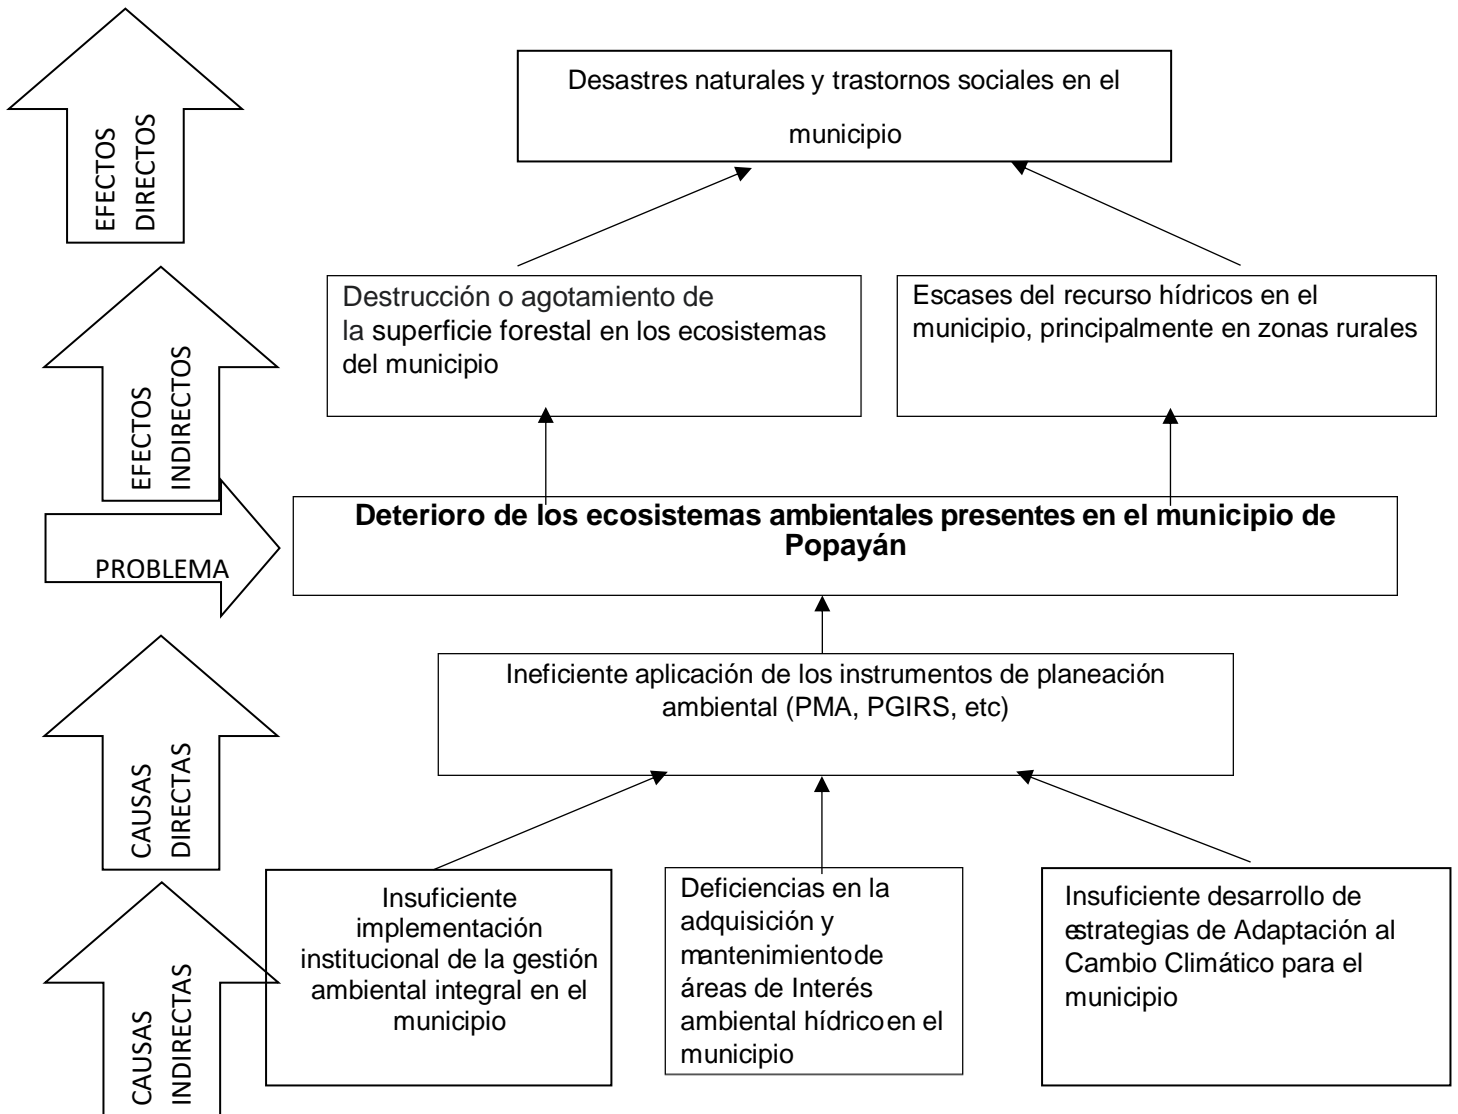 Desastres naturales y trastornos sociales en el
municipio
EFECTOS
DIRECTOS
Destrucción o agotamiento de
la superficie forestal en los ecosistemas
del municipio
Escases del recurso hídricos en el
municipio, principalmente en zonas rurales
EFECTOS
INDIRECTOS
Deterioro de los ecosistemas ambientales presentes en el municipio de
Popayán
PROBLEMA
Ineficiente aplicación de los instrumentos de planeación
ambiental (PMA, PGIRS, etc)
CAUSAS
DIRECTAS
Insuficiente
implementación
institucional de la gestión
ambiental integral en el
municipio
Deficiencias en la
adquisición y
mantenimiento de
áreas de Interés
ambiental hídrico en el
municipio
Insuficiente desarrollo de
estrategias de Adaptación al
Cambio Climático para el
municipio
CAUSAS
INDIRECTAS